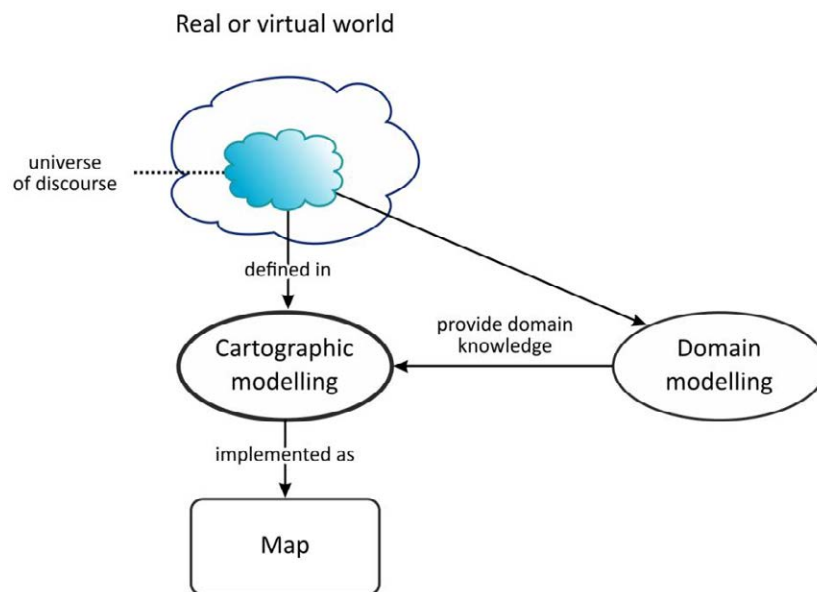 Real or virtual world
universe
of discourse
defined in
provide domain
knowledge
Cartographic
modelling
Domain
modelling
implemented as
Map